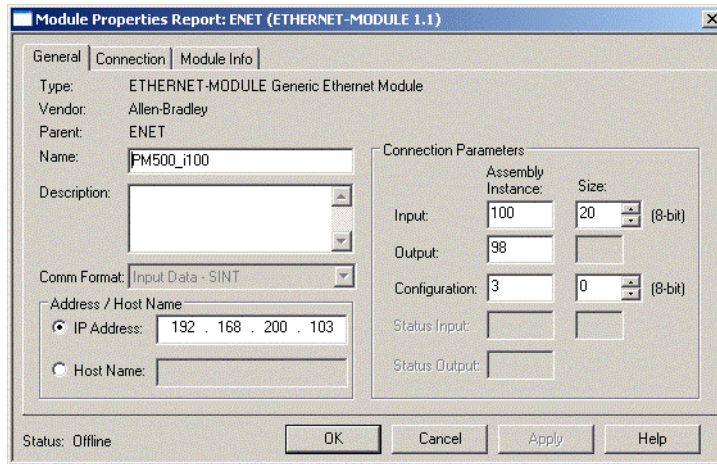 Module Properties Report: ENET (ETHERNET-MODULE 1.1)
General Connection Module Info
Type: ETHERNET-MODULE Generic Ethernet Module
Vendor: Allen-Bradley
Parent: ENET
Name: PM500_i100
Description:
Comm Format: Input Data - SINT
Address / Host Name
IP Address: 192 . 168 . 200 . 103
Host Name:
Connection Parameters
Assembly
Instance: Size:
Input: 100 20 (8-bit)
Output: 98
Configuration: 3 0 (8-bit)
Status Input:
Status Output:
Status: Offline OK Cancel Apply Help